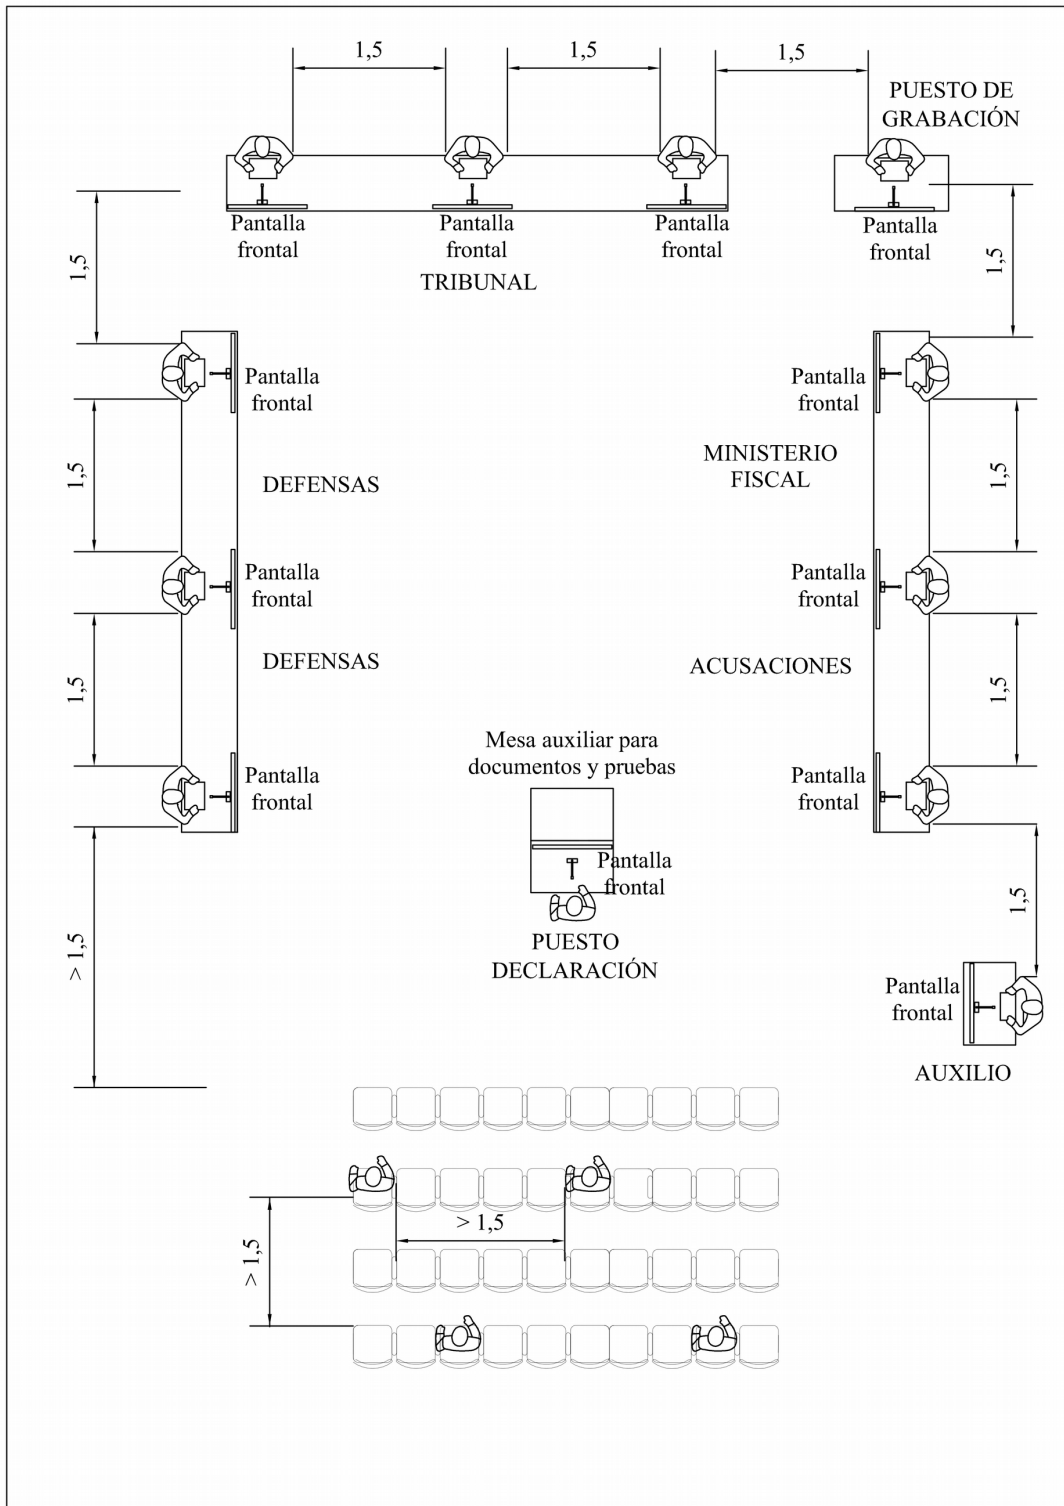 1,5
1,5
1,5
PUESTO DE
GRABACIÓN
Pantalla
frontal
Pantalla
frontal
Pantalla
frontal
Pantalla
frontal
TRIBUNAL
1,5
1,5
Pantalla
frontal
Pantalla
frontal
1,5
DEFENSAS
MINISTERIO
FISCAL
1,5
Pantalla
frontal
Pantalla
frontal
1,5
DEFENSAS
ACUSACIONES
1,5
Mesa auxiliar para
documentos y pruebas
Pantalla
frontal
Pantalla
frontal
Pantalla
frontal
1,5
> 1,5
PUESTO
DECLARACIÓN
Pantalla
frontal
AUXILIO
> 1,5
> 1,5